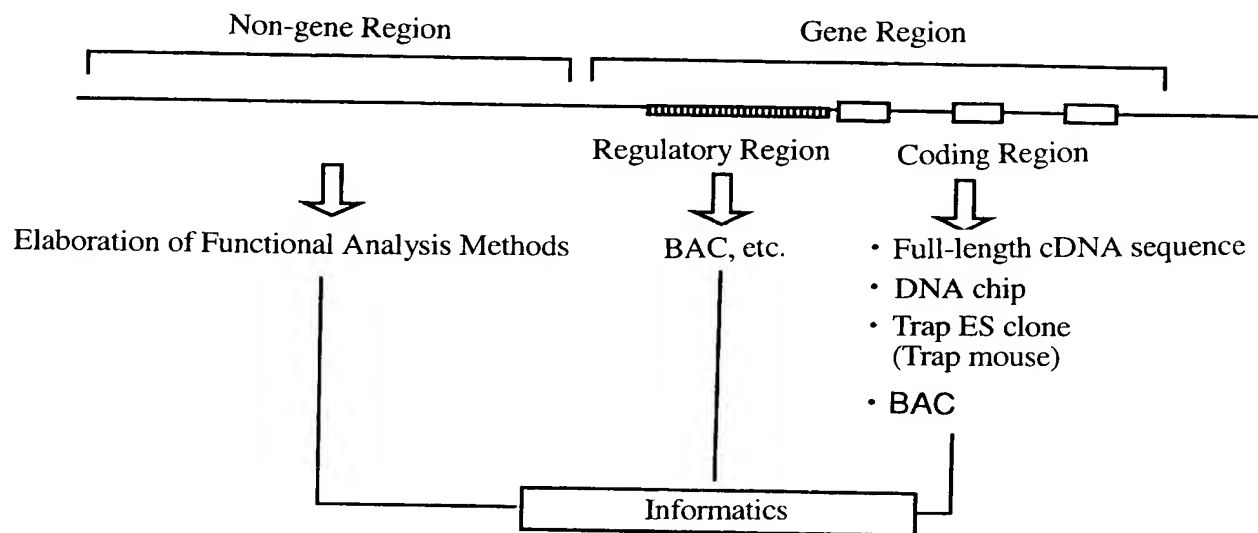 Non-gene Region
Gene Region
Regulatory Region
Coding Region
Elaboration of Functional Analysis Methods
BAC, etc.
・ Full-length cDNA sequence
・ DNA chip
・ Trap ES clone
(Trap mouse)
・ BAC
Informatics